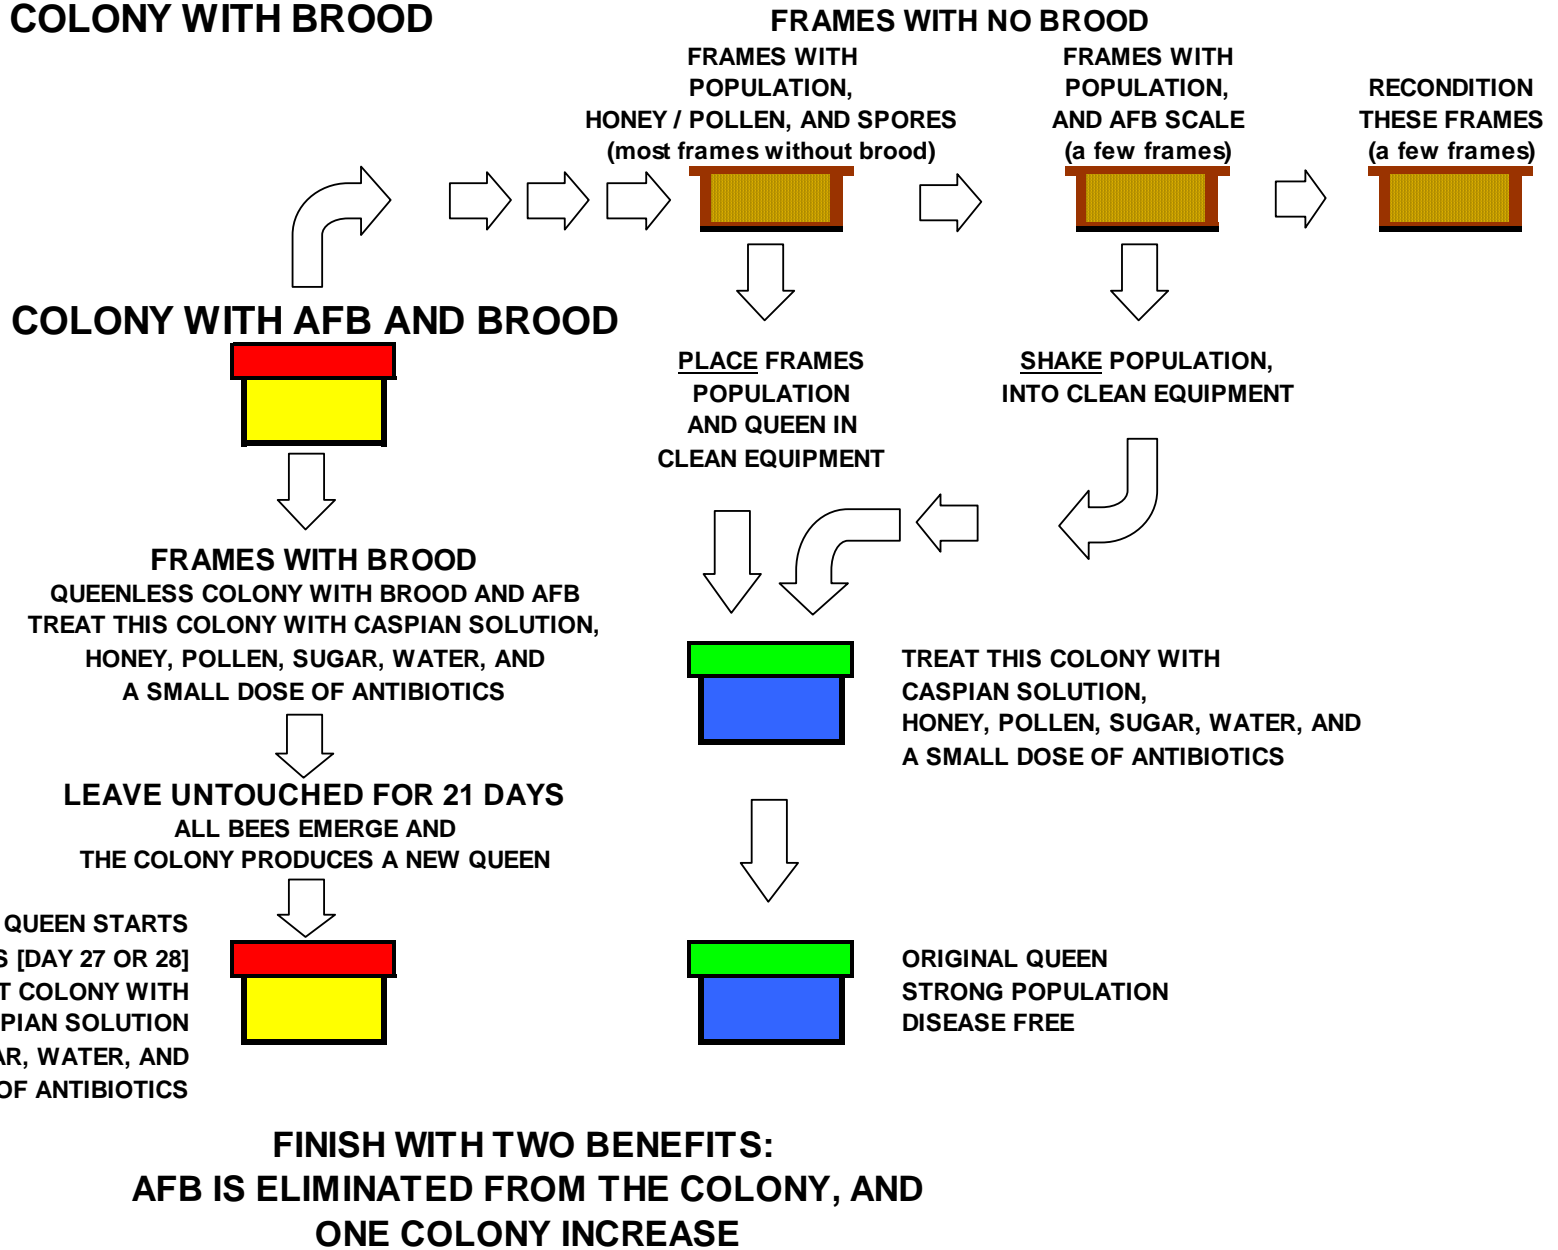 COLONY WITH BROOD
FRAMES WITH NO BROOD
FRAMES WITH
POPULATION,
HONEY / POLLEN, AND SPORES
(most frames without brood)
FRAMES WITH
POPULATION,
AND AFB SCALE
(a few frames)
RECONDITION
THESE FRAMES
(a few frames)
COLONY WITH AFB AND BROOD
PLACE FRAMES
POPULATION
AND QUEEN IN
CLEAN EQUIPMENT
SHAKE POPULATION,
INTO CLEAN EQUIPMENT
FRAMES WITH BROOD
QUEENLESS COLONY WITH BROOD AND AFB
TREAT THIS COLONY WITH CASPIAN SOLUTION,
HONEY, POLLEN, SUGAR, WATER, AND
A SMALL DOSE OF ANTIBIOTICS
TREAT THIS COLONY WITH
CASPIAN SOLUTION,
HONEY, POLLEN, SUGAR, WATER, AND
A SMALL DOSE OF ANTIBIOTICS
LEAVE UNTOUCHED FOR 21 DAYS
ALL BEES EMERGE AND
THE COLONY PRODUCES A NEW QUEEN
QUEEN STARTS
S [DAY 27 OR 28]
T COLONY WITH
PIAN SOLUTION
AR, WATER, AND
OF ANTIBIOTICS
ORIGINAL QUEEN
STRONG POPULATION
DISEASE FREE
FINISH WITH TWO BENEFITS:
AFB IS ELIMINATED FROM THE COLONY, AND
ONE COLONY INCREASE